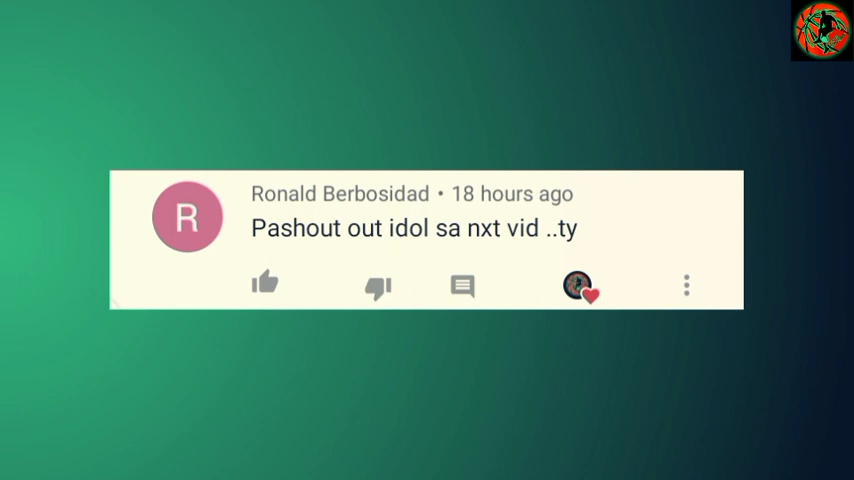 R
Ronald Berbosidad • 18 hours ago
Pashout out idol sa nxt vid ..ty